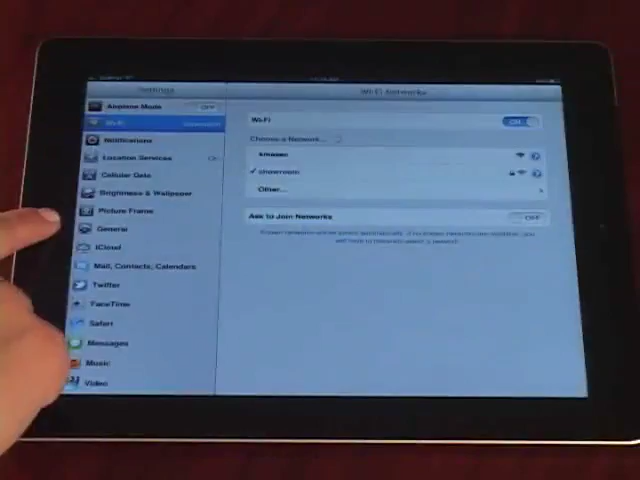 Settings
Wi-Fi Networks
Airplane Mode OFF
Wi-Fi
Wi-Fi ON
Notifications
Choose a Network...
Location Services On
Amazon
Cellular Data
showroom
Brightness & Wallpaper
Other...
Picture Frame
Ask to Join Networks OFF
General
iCloud
Mail, Contacts, Calendars
Twitter
FaceTime
Safari
Messages
Music
Video